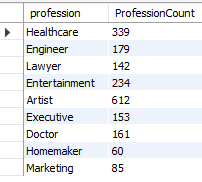 profession ProfessionCount
Healthcare 339
Engineer 179
Lawyer 142
Entertainment 234
Artist 612
Executive 153
Doctor 161
Homemaker 60
Marketing 85